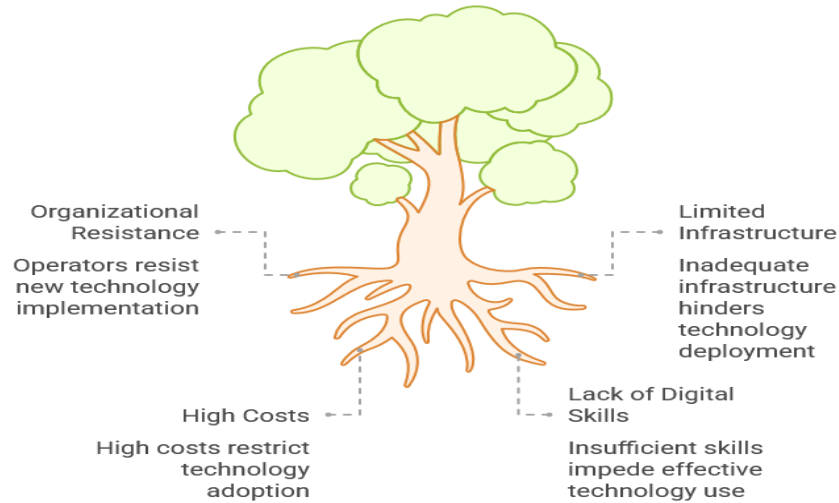 Organizational
Resistance
Operators resist
new technology
implementation
Limited
Infrastructure
Inadequate
infrastructure
hinders
technology
deployment
High Costs
High costs restrict
technology
adoption
Lack of Digital
Skills
Insufficient skills
impede effective
technology use